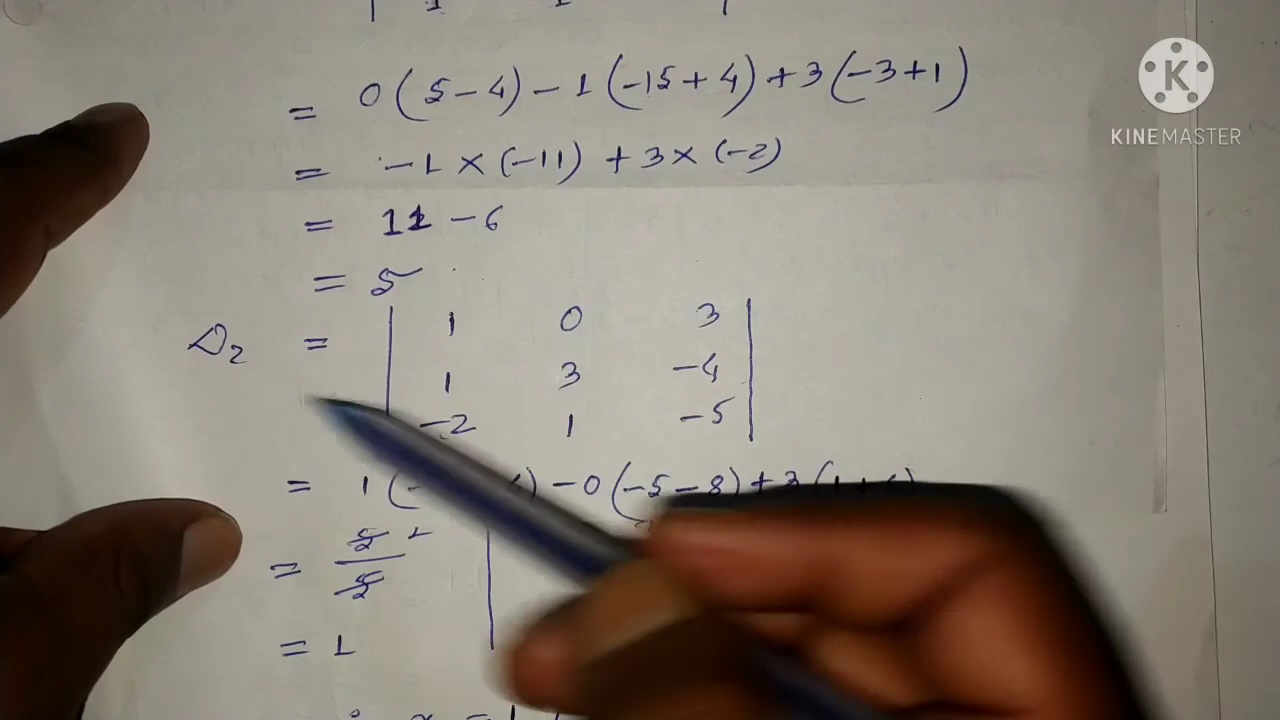 = 0(5-4)-1(-15+4)+3(-3+1)
KINEMASTER
= -1×(-11)+3×(-2)
= 11-6
= 5
D₂ = | 1 0 3 |
| 1 3 -4 |
| -2 1 -5 |
= 1( -0(-5-8)+3(
= 5/5
= 1